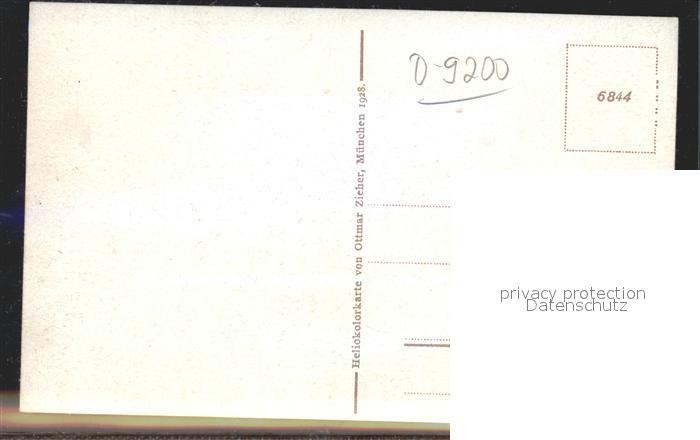 D-9200
6844
Heliokolorkarte von Ottmar Zieher, München 1928.
privacy protection
Datenschutz